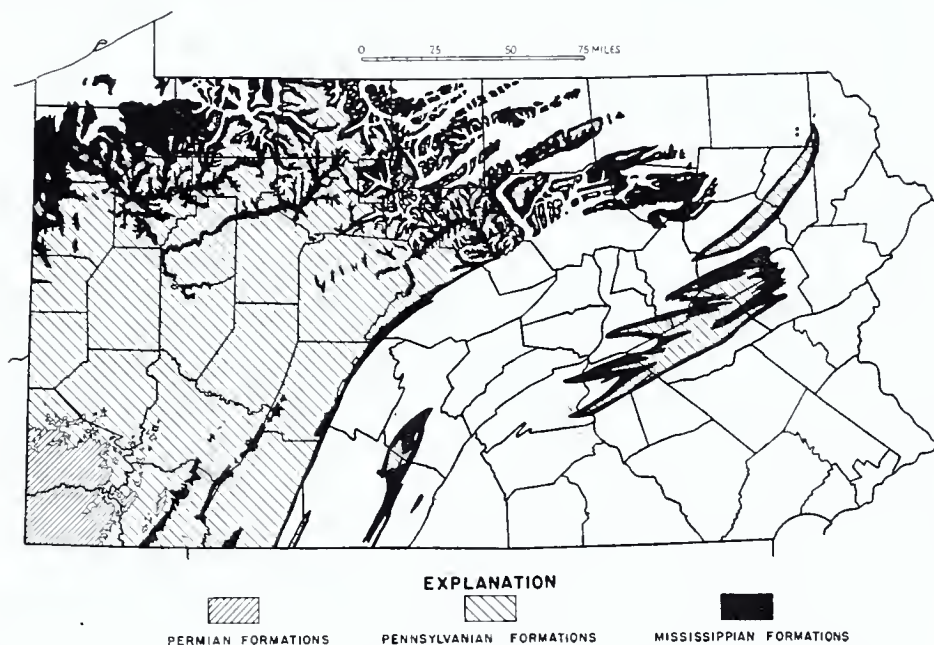 0 25 50 75 MILES
EXPLANATION
PERMIAN FORMATIONS
PENNSYLVANIAN FORMATIONS
MISSISSIPPIAN FORMATIONS